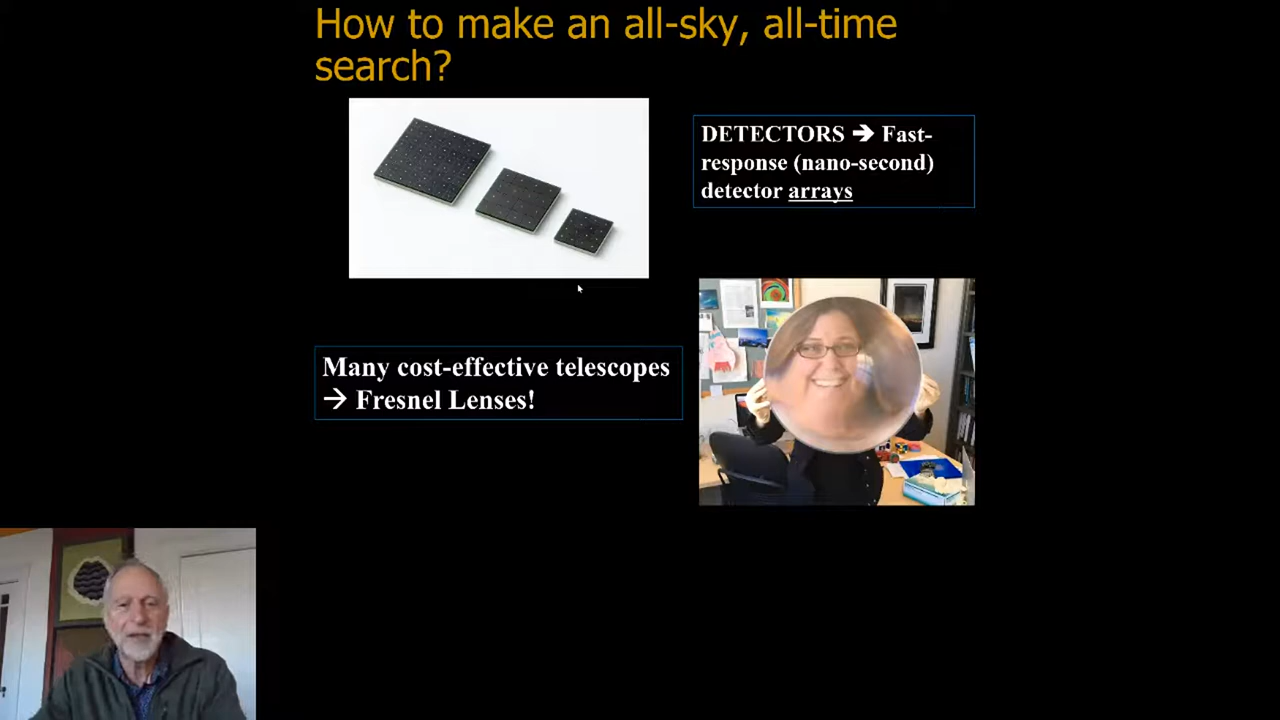 How to make an all-sky, all-time
search?
DETECTORS ➔ Fast-
response (nano-second)
detector arrays
Many cost-effective telescopes
→ Fresnel Lenses!